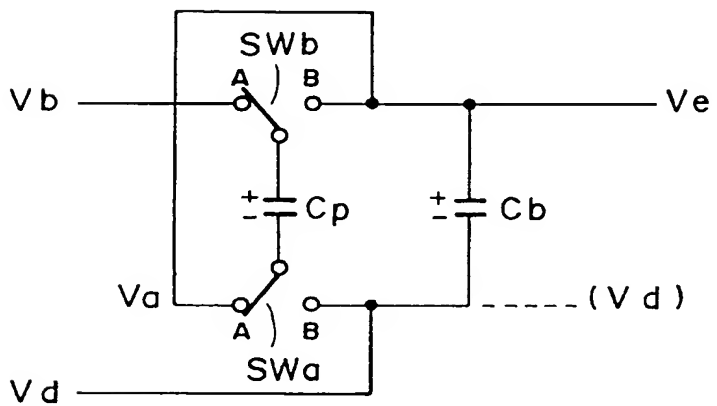 SWb
A B
Vb Ve
+
- Cp
+
- Cb
Va (Vd)
A B
SWa
Vd